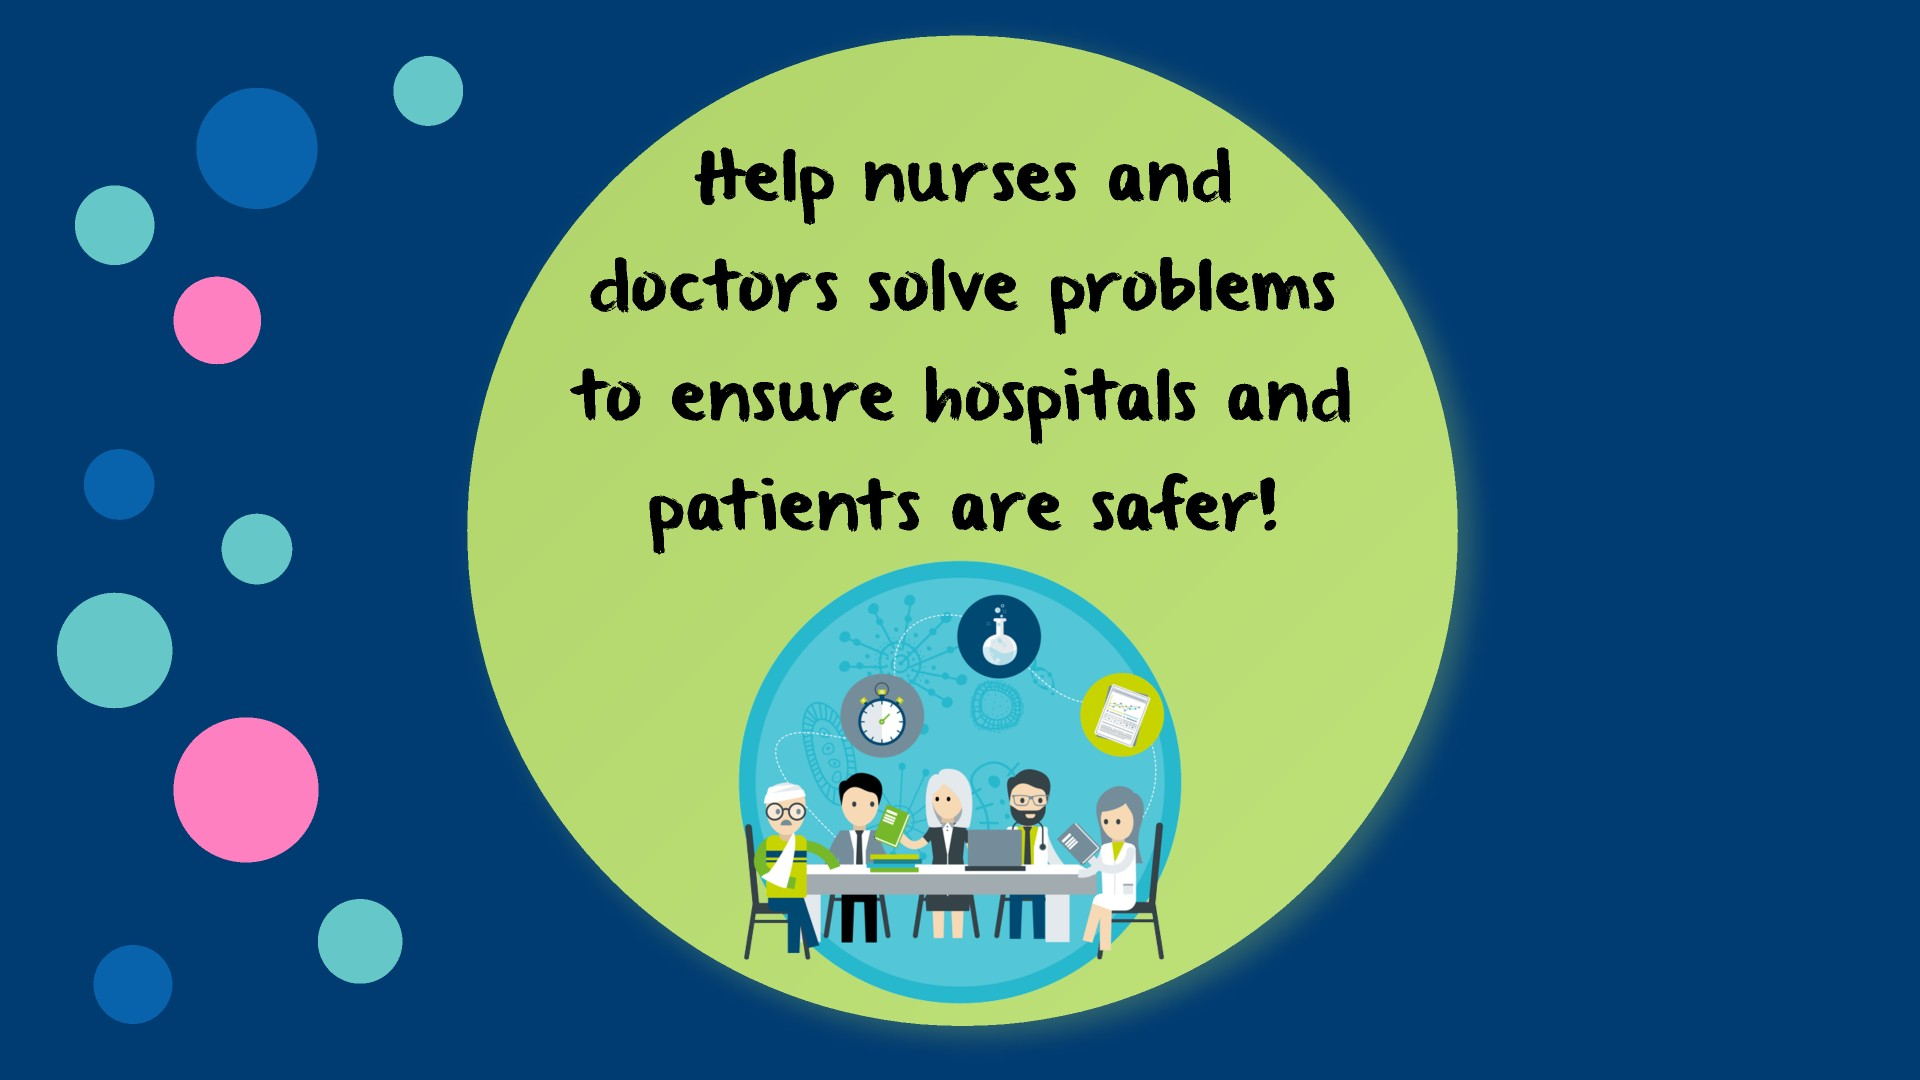 Help nurses and
doctors solve problems
to ensure hospitals and
patients are safer!